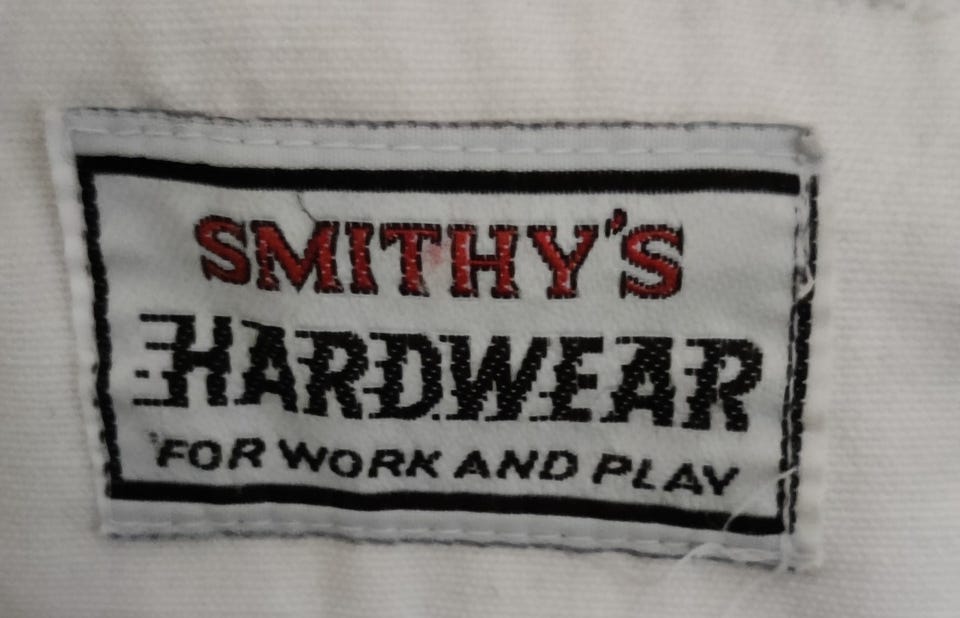 SMITHY'S
HARDWEAR
FOR WORK AND PLAY